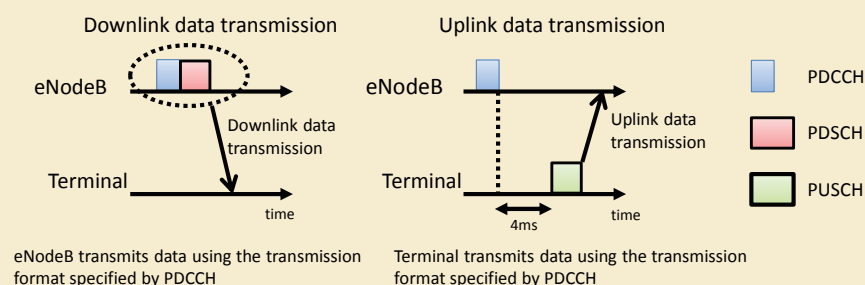 Downlink data transmission
eNodeB
Downlink data
transmission
Terminal
time
eNodeB transmits data using the transmission
format specified by PDCCH
Uplink data transmission
eNodeB
Uplink data
transmission
Terminal
4ms
time
Terminal transmits data using the transmission
format specified by PDCCH
PDCCH
PDSCH
PUSCH